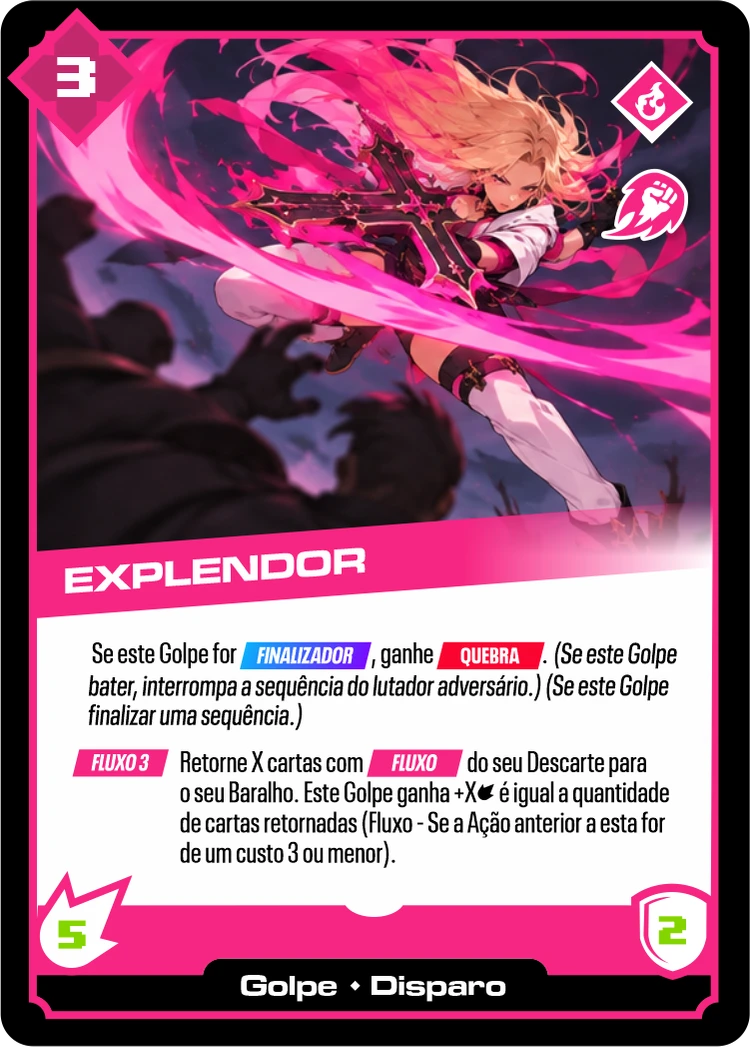 3
EXPLENDOR
Se este Golpe for FINALIZADOR, ganhe QUEBRA. (Se este Golpe
bater, interrompa a sequência do lutador adversário.) (Se este Golpe
finalizar uma sequência.)
FLUXO 3 Retorne X cartas com FLUXO do seu Descarte para
o seu Baralho. Este Golpe ganha +X é igual a quantidade
de cartas retornadas (Fluxo - Se a Ação anterior a esta for
de um custo 3 ou menor).
5
2
Golpe • Disparo